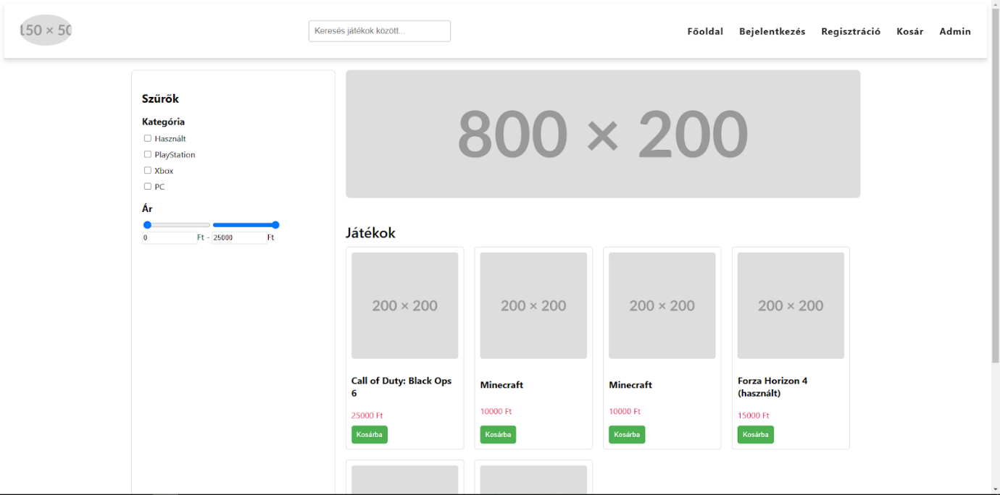 150 × 50
Keresés játékok között...
Főoldal Bejelentkezés Regisztráció Kosár Admin
Szűrők
Kategória
Használt
PlayStation
Xbox
PC
Ár
0 Ft - 25000 Ft
800 × 200
Játékok
200 × 200 200 × 200 200 × 200 200 × 200
Call of Duty: Black Ops
6
25000 Ft
Kosárba
Minecraft
10000 Ft
Kosárba
Minecraft
10000 Ft
Kosárba
Forza Horizon 4
(használt)
15000 Ft
Kosárba